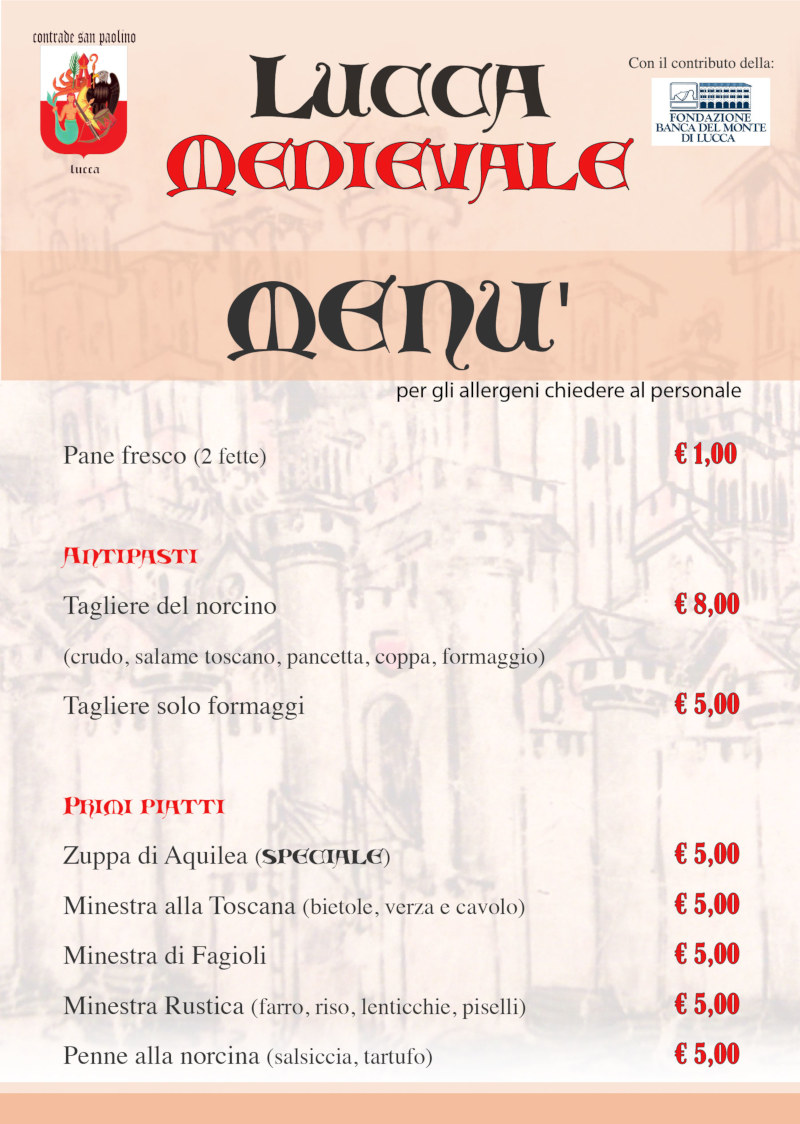 contrade san paolino
Lucca
Con il contributo della:
FONDAZIONE
BANCA DEL MONTE
DI LUCCA
LUCCA
MEDIEVALE
MENU'
per gli allergeni chiedere al personale
Pane fresco (2 fette) € 1,00
ANTIPASTI
Tagliere del norcino € 8,00
(crudo, salame toscano, pancetta, coppa, formaggio)
Tagliere solo formaggi € 5,00
PRIMI PIATTI
Zuppa di Aquilea (SPECIALE) € 5,00
Minestra alla Toscana (bietole, verza e cavolo) € 5,00
Minestra di Fagioli € 5,00
Minestra Rustica (farro, riso, lenticchie, piselli) € 5,00
Penne alla norcina (salsiccia, tartufo) € 5,00